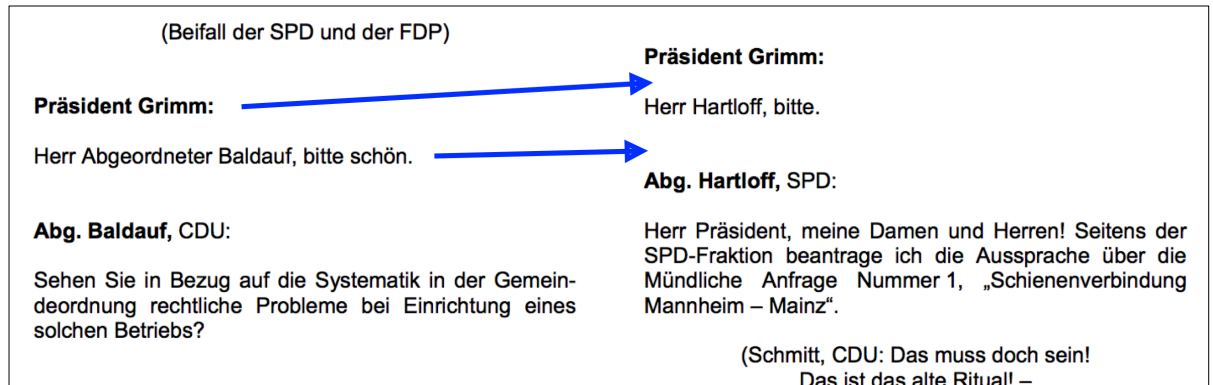 (Beifall der SPD und der FDP)
Präsident Grimm:
Herr Abgeordneter Baldauf, bitte schön.
Abg. Baldauf, CDU:
Sehen Sie in Bezug auf die Systematik in der Gemein-
deordnung rechtliche Probleme bei Einrichtung eines
solchen Betriebs?
Präsident Grimm:
Herr Hartloff, bitte.
Abg. Hartloff, SPD:
Herr Präsident, meine Damen und Herren! Seitens der
SPD-Fraktion beantrage ich die Aussprache über die
Mündliche Anfrage Nummer 1, „Schienenverbindung
Mannheim – Mainz“.
(Schmitt, CDU: Das muss doch sein!
Das ist das alte Ritual! –